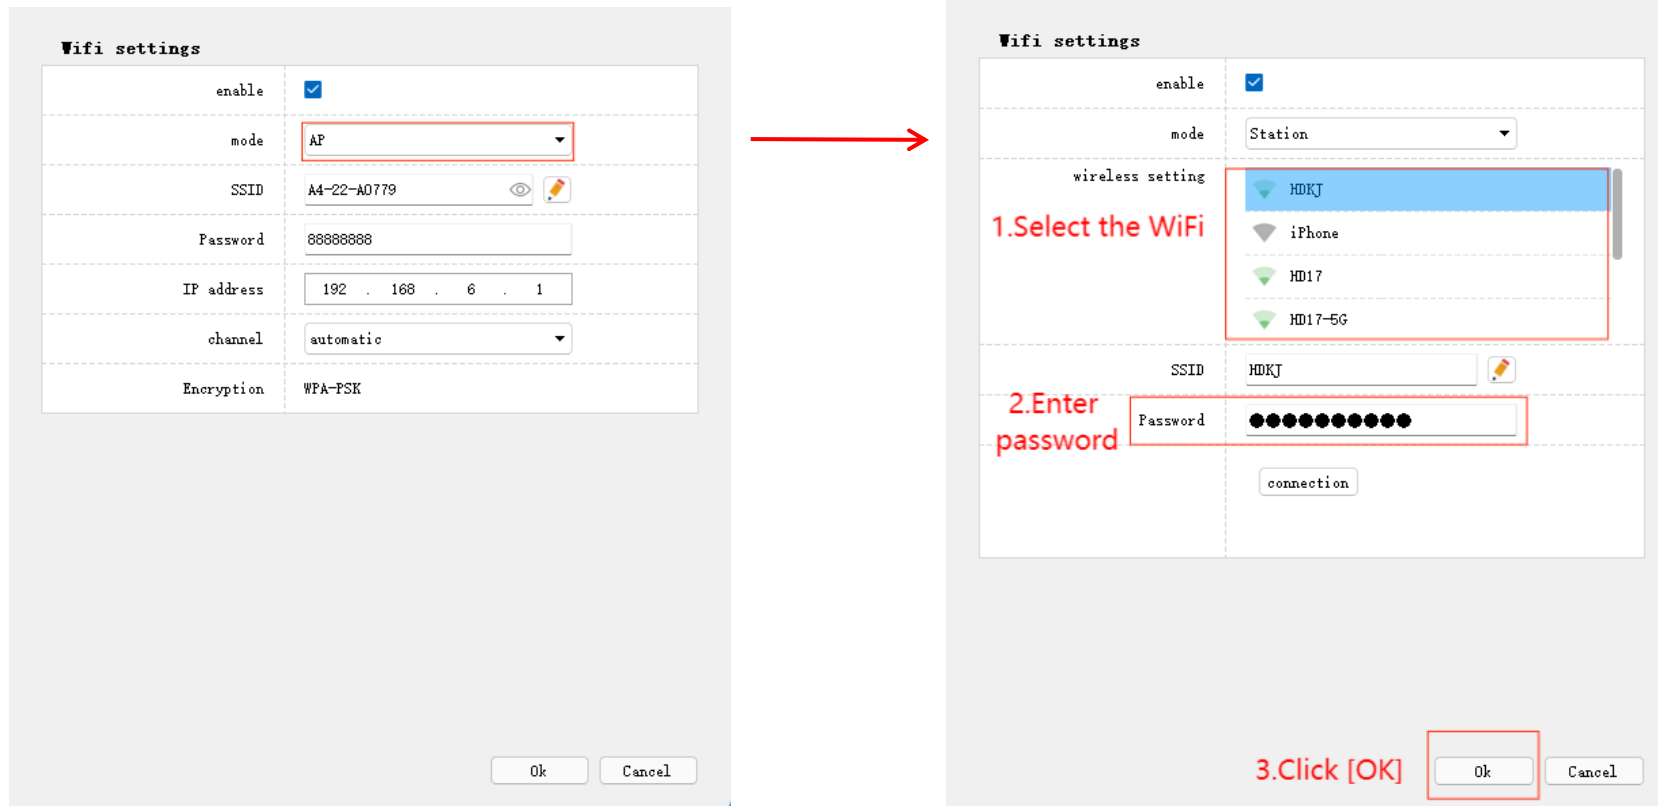 Wifi settings
enable
mode
AP
SSID
A4-22-A0779
Password
88888888
IP address
192 . 168 . 6 . 1
channel
automatic
Encryption
WPA-PSK
Ok
Cancel
Wifi settings
enable
mode
Station
wireless setting
HDKJ
1.Select the WiFi
iPhone
HD17
HD17-5G
SSID
HDKJ
2.Enter
password
Password
connection
3.Click [OK]
Ok
Cancel